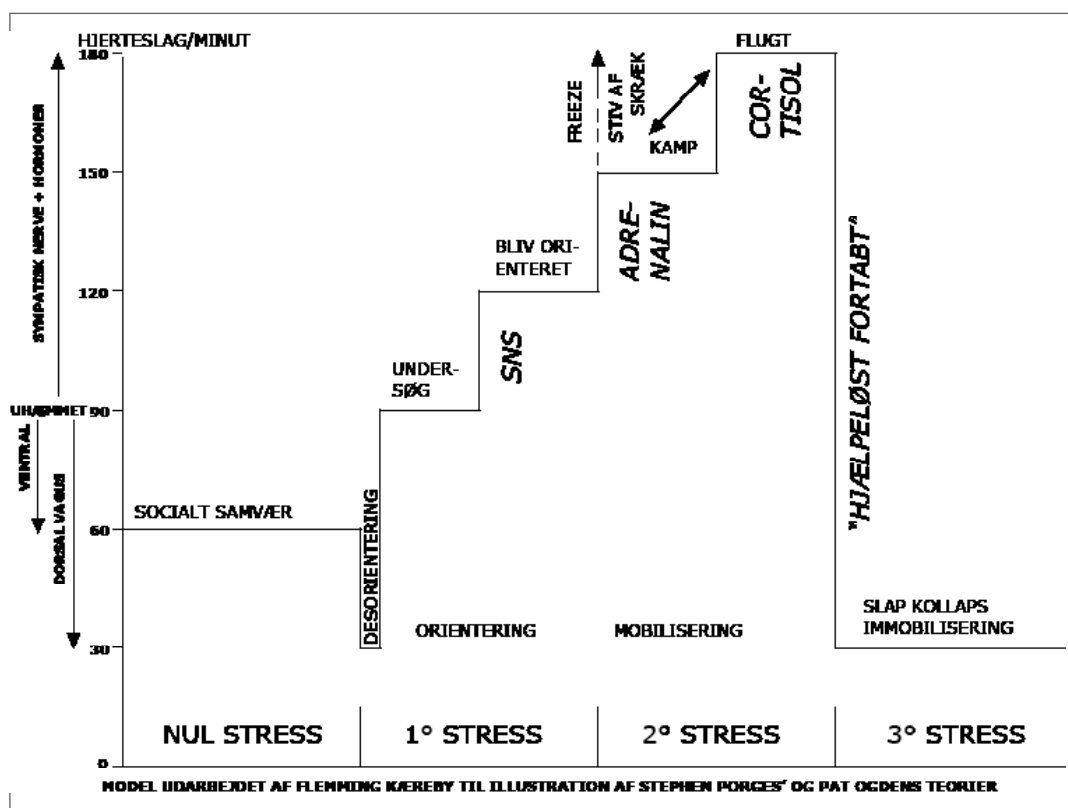 HJERTESLAG/MINUT
180
150
120
90
60
30
0
SYMPATISK NERVE + HORMONER
UHÆMMET
VENTRAL
DORSAL VAGUS
SOCIALT SAMVÆR
DESORIENTERING
UNDER-
SØG
BLIV ORI-
ENTERET
SNS
FREEZE
STIV AF
SKRÆK
KAMP
FLUGT
ADRE-
NALIN
COR-
TISOL
"HJÆLPELØST FORTABT"
ORIENTERING
MOBILISERING
SLAP KOLLAPS
IMMOBILISERING
NUL STRESS
1° STRESS
2° STRESS
3° STRESS
MODEL UDARBEJDET AF FLEMMING KÆREBY TIL ILLUSTRATION AF STEPHEN PORGES' OG PAT OGDENS TEORIER